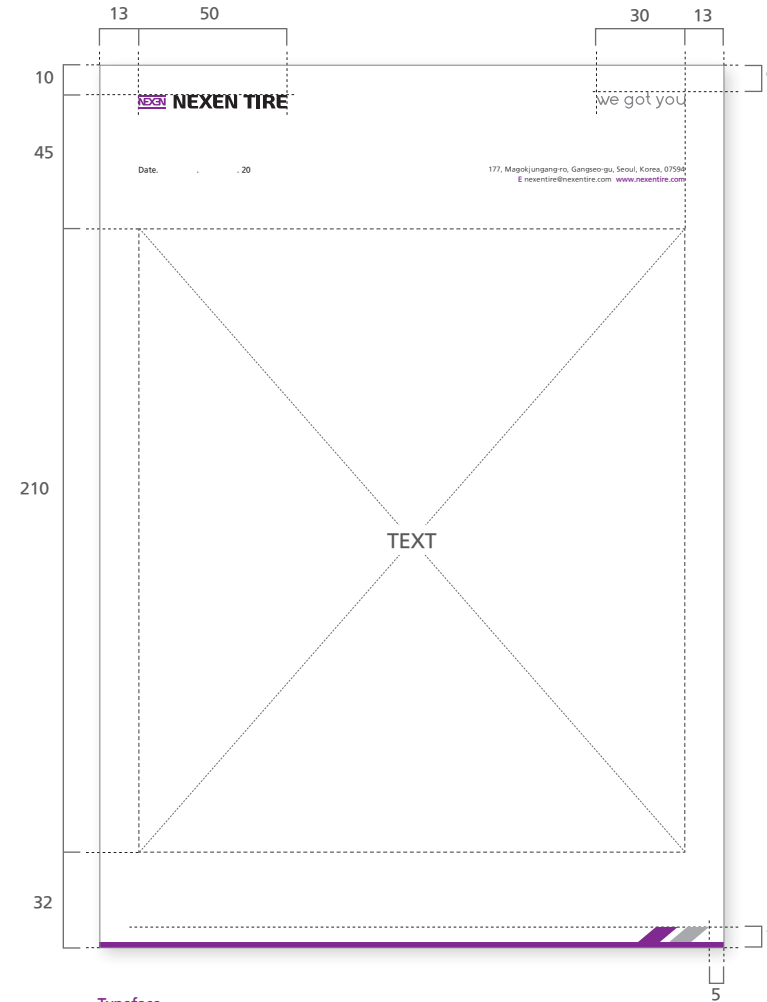 13 50 30 13
10
NEXEN NEXEN TIRE we got you
45
Date. . . 20 177, Magokjungang-ro, Gangseo-gu, Seoul, Korea, 07594
E nexentire@nexentire.com www.nexentire.com
210
TEXT
32
5